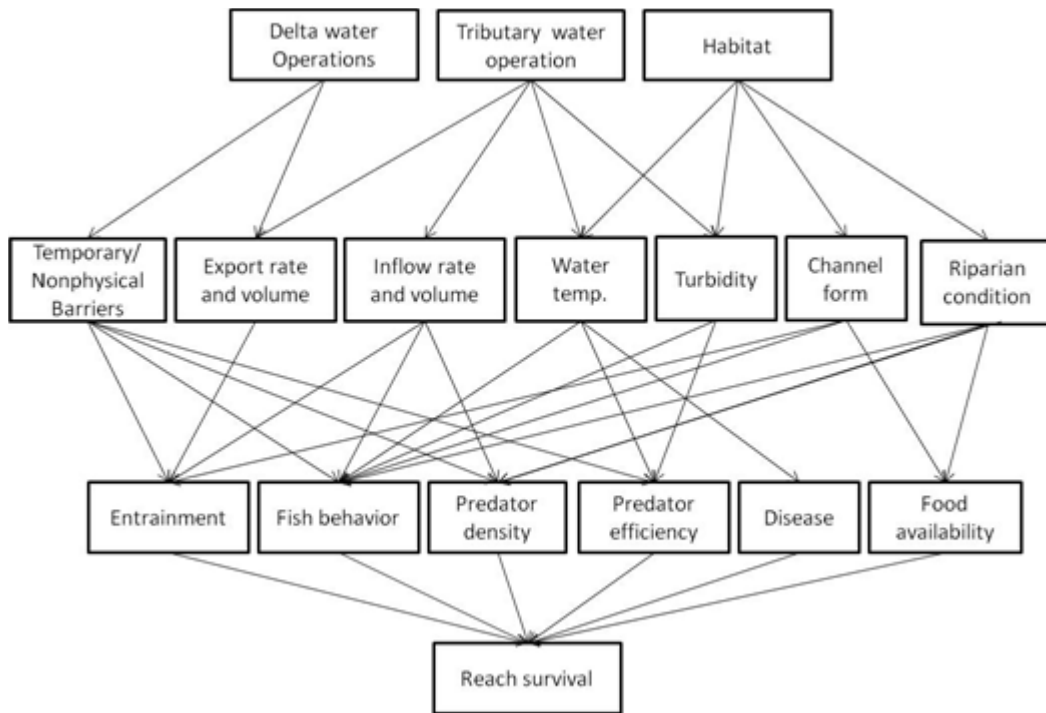 Delta water
Operations
Tributary water
operation
Habitat
Temporary/
Nonphysical
Barriers
Export rate
and volume
Inflow rate
and volume
Water
temp.
Turbidity
Channel
form
Riparian
condition
Entrainment
Fish behavior
Predator
density
Predator
efficiency
Disease
Food
availability
Reach survival